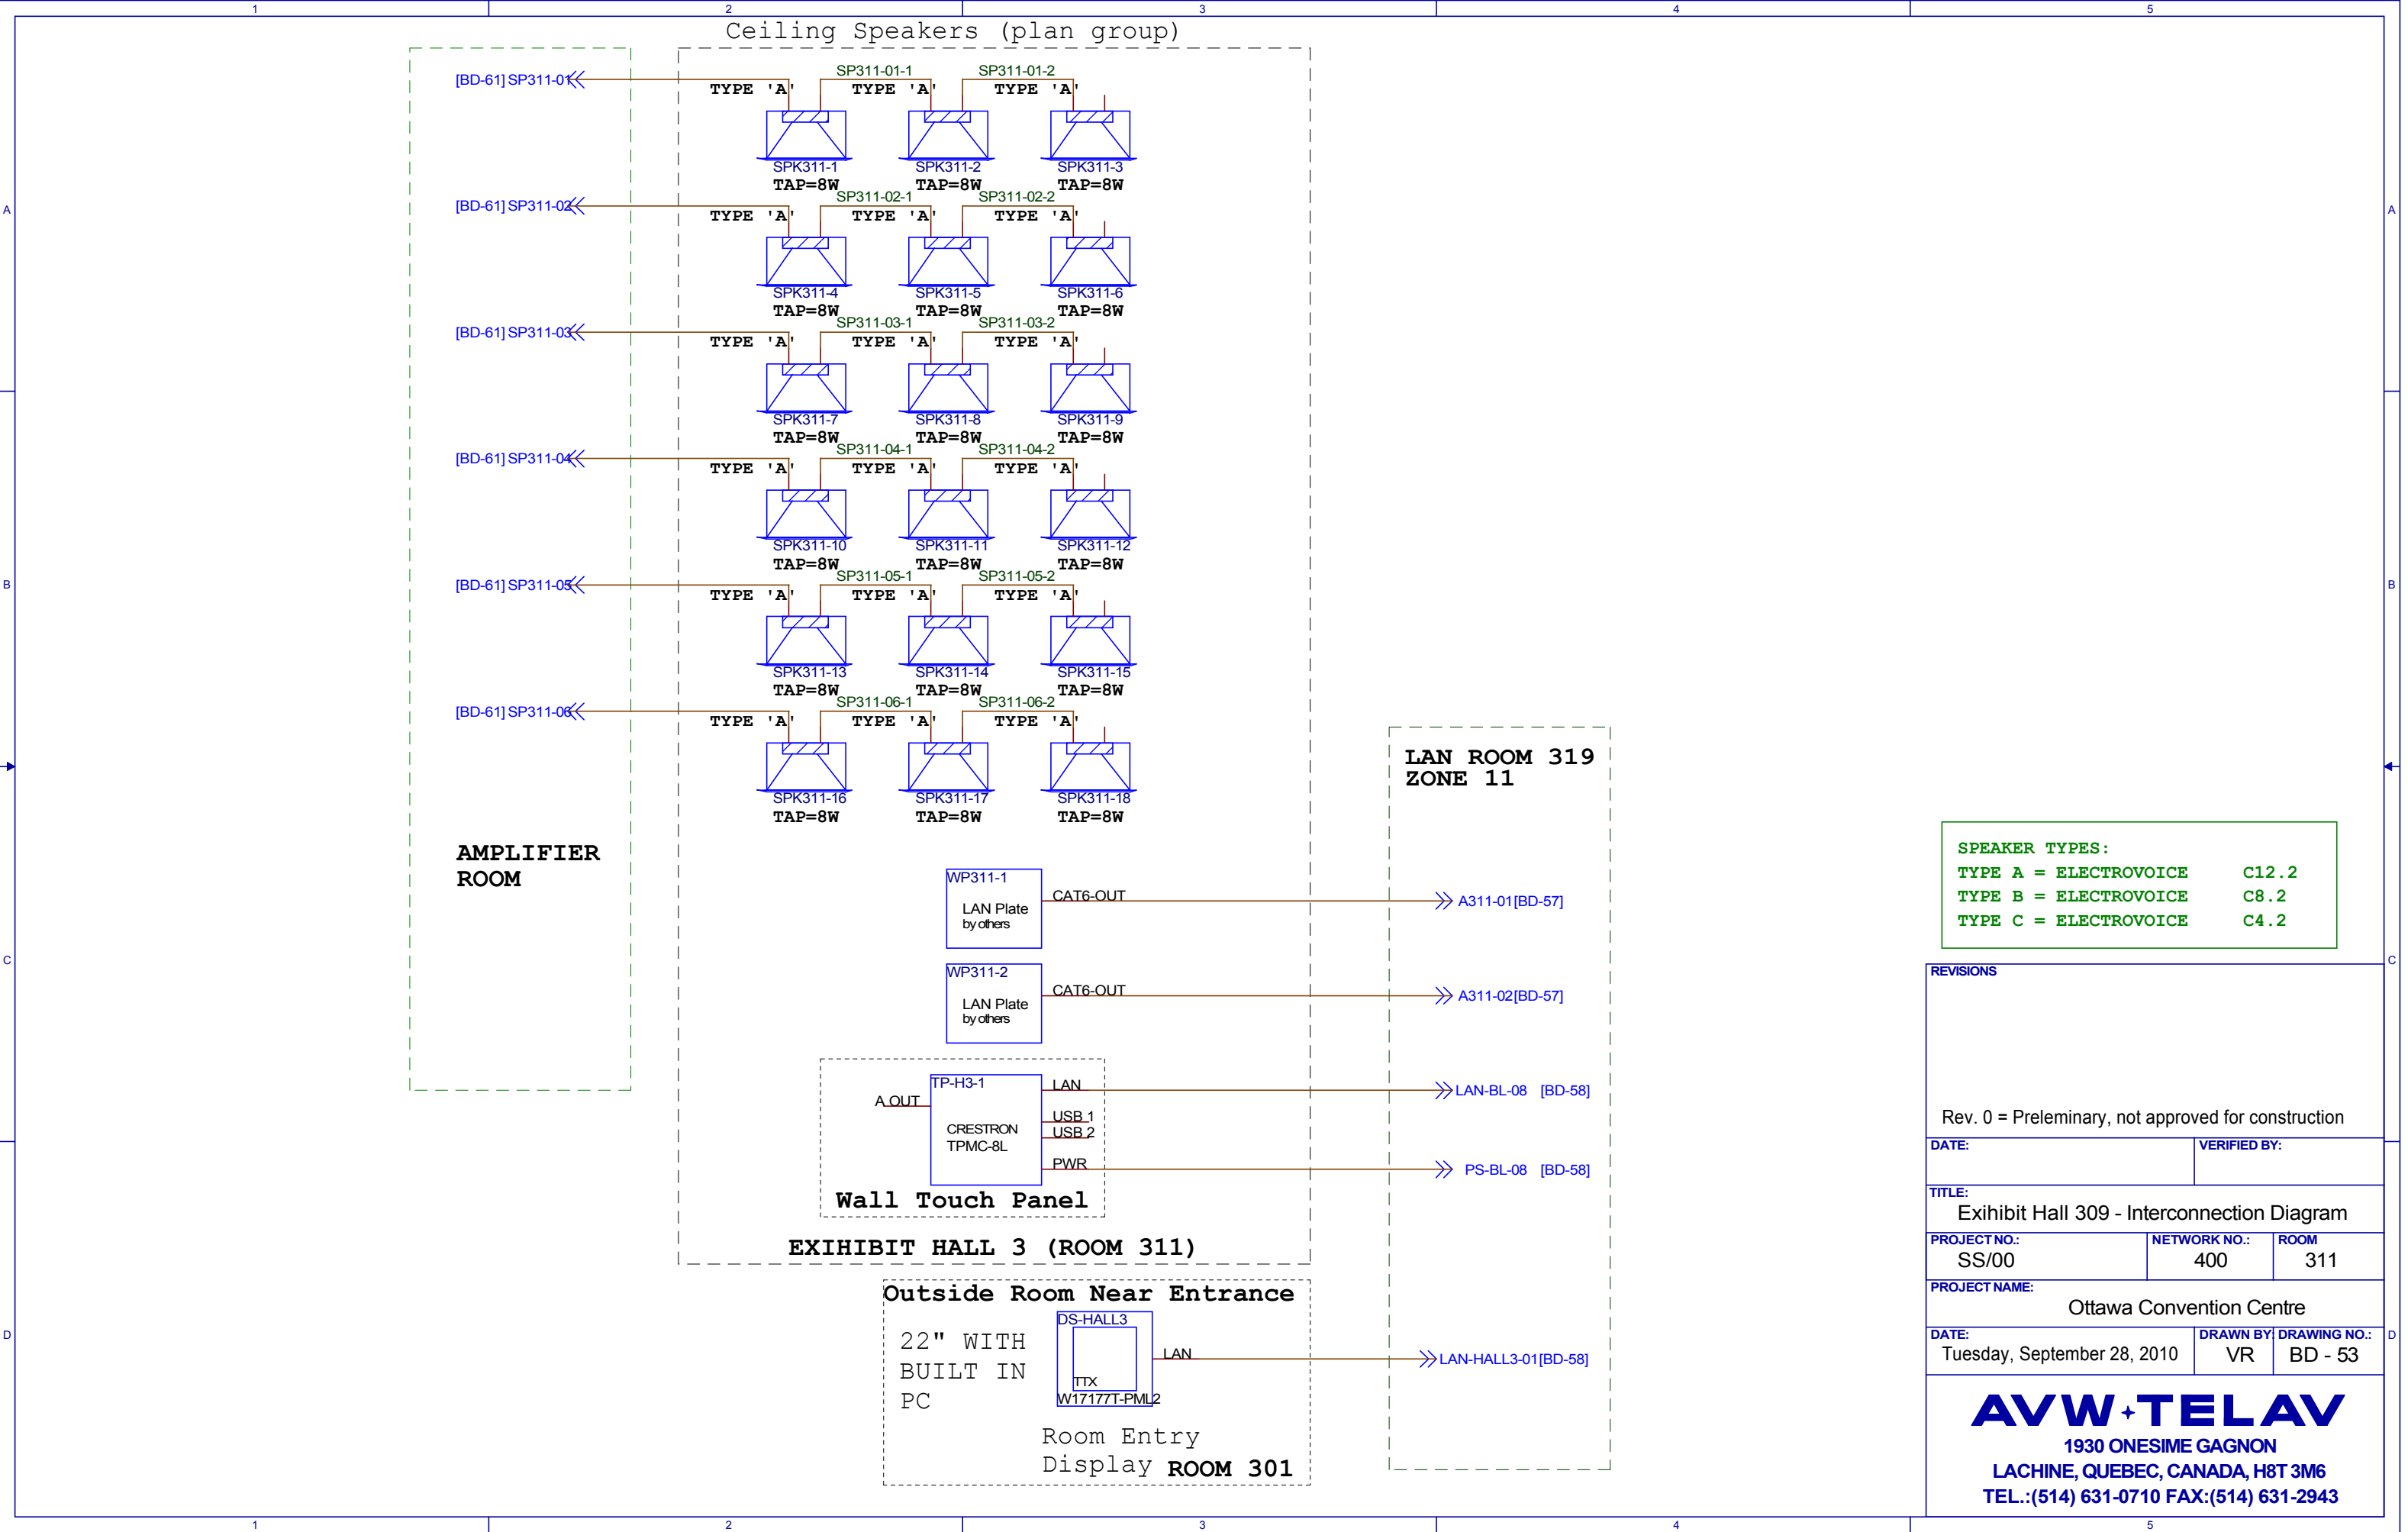 1 2 3 4 5
Ceiling Speakers (plan group)
[BD-61] SP311-01
SP311-01-1 SP311-01-2
TYPE 'A' TYPE 'A' TYPE 'A'
SPK311-1 SPK311-2 SPK311-3
TAP=8W TAP=8W TAP=8W
[BD-61] SP311-02
SP311-02-1 SP311-02-2
TYPE 'A' TYPE 'A' TYPE 'A'
SPK311-4 SPK311-5 SPK311-6
TAP=8W TAP=8W TAP=8W
[BD-61] SP311-03
SP311-03-1 SP311-03-2
TYPE 'A' TYPE 'A' TYPE 'A'
SPK311-7 SPK311-8 SPK311-9
TAP=8W TAP=8W TAP=8W
[BD-61] SP311-04
SP311-04-1 SP311-04-2
TYPE 'A' TYPE 'A' TYPE 'A'
SPK311-10 SPK311-11 SPK311-12
TAP=8W TAP=8W TAP=8W
[BD-61] SP311-05
SP311-05-1 SP311-05-2
TYPE 'A' TYPE 'A' TYPE 'A'
SPK311-13 SPK311-14 SPK311-15
TAP=8W TAP=8W TAP=8W
[BD-61] SP311-06
SP311-06-1 SP311-06-2
TYPE 'A' TYPE 'A' TYPE 'A'
SPK311-16 SPK311-17 SPK311-18
TAP=8W TAP=8W TAP=8W
A A
B B
C C
D D
AMPLIFIER
ROOM
LAN ROOM 319
ZONE 11
WP311-1
LAN Plate
by others
CAT6-OUT
A311-01[BD-57]
WP311-2
LAN Plate
by others
CAT6-OUT
A311-02[BD-57]
TP-H3-1
A OUT
CRESTRON
TPMC-8L
LAN
USB 1
USB 2
PWR
LAN-BL-08 [BD-58]
PS-BL-08 [BD-58]
Wall Touch Panel
EXIHIBIT HALL 3 (ROOM 311)
Outside Room Near Entrance
22" WITH
BUILT IN
PC
DS-HALL3
TTX
W17177T-PML2
LAN
LAN-HALL3-01[BD-58]
Room Entry
Display ROOM 301
SPEAKER TYPES:
TYPE A = ELECTROVOICE C12.2
TYPE B = ELECTROVOICE C8.2
TYPE C = ELECTROVOICE C4.2
REVISIONS
Rev. 0 = Preleminary, not approved for construction
DATE: VERIFIED BY:
TITLE:
Exihibit Hall 309 - Interconnection Diagram
PROJECT NO.: NETWORK NO.: ROOM
SS/00 400 311
PROJECT NAME:
Ottawa Convention Centre
DATE: DRAWN BY: DRAWING NO.:
Tuesday, September 28, 2010 VR BD - 53
AVW TELAV
1930 ONESIME GAGNON
LACHINE, QUEBEC, CANADA, H8T 3M6
TEL.:(514) 631-0710 FAX:(514) 631-2943
1 2 3 4 5